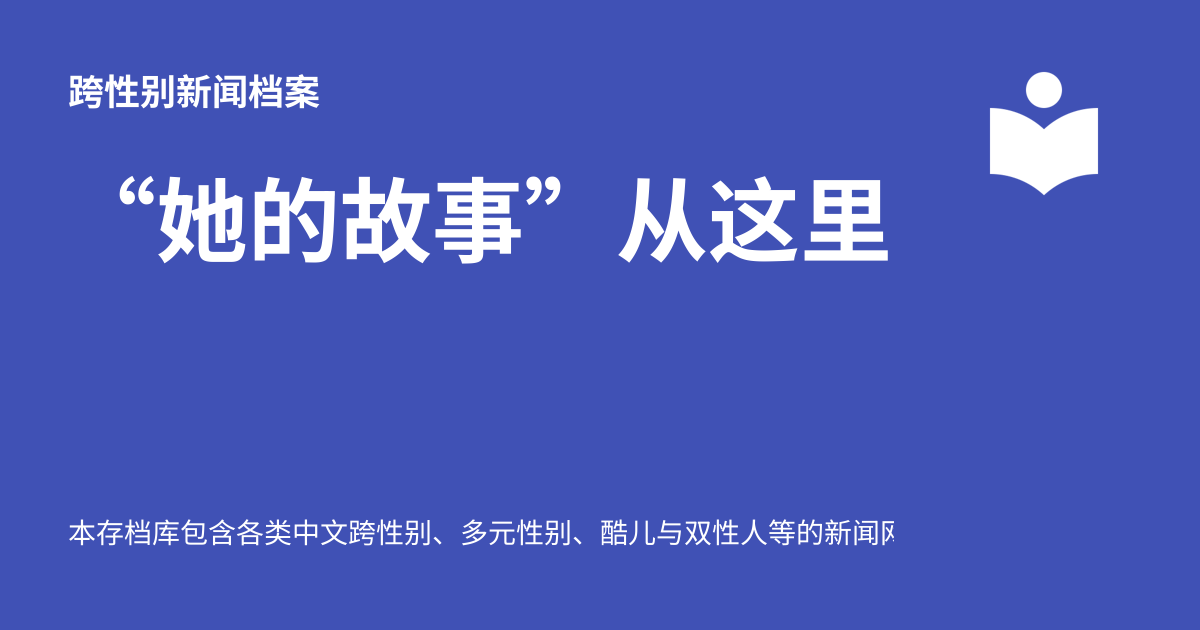 跨性别新闻档案
“她的故事”从这里
本存档库包含各类中文跨性别、多元性别、酷儿与双性人等的新闻